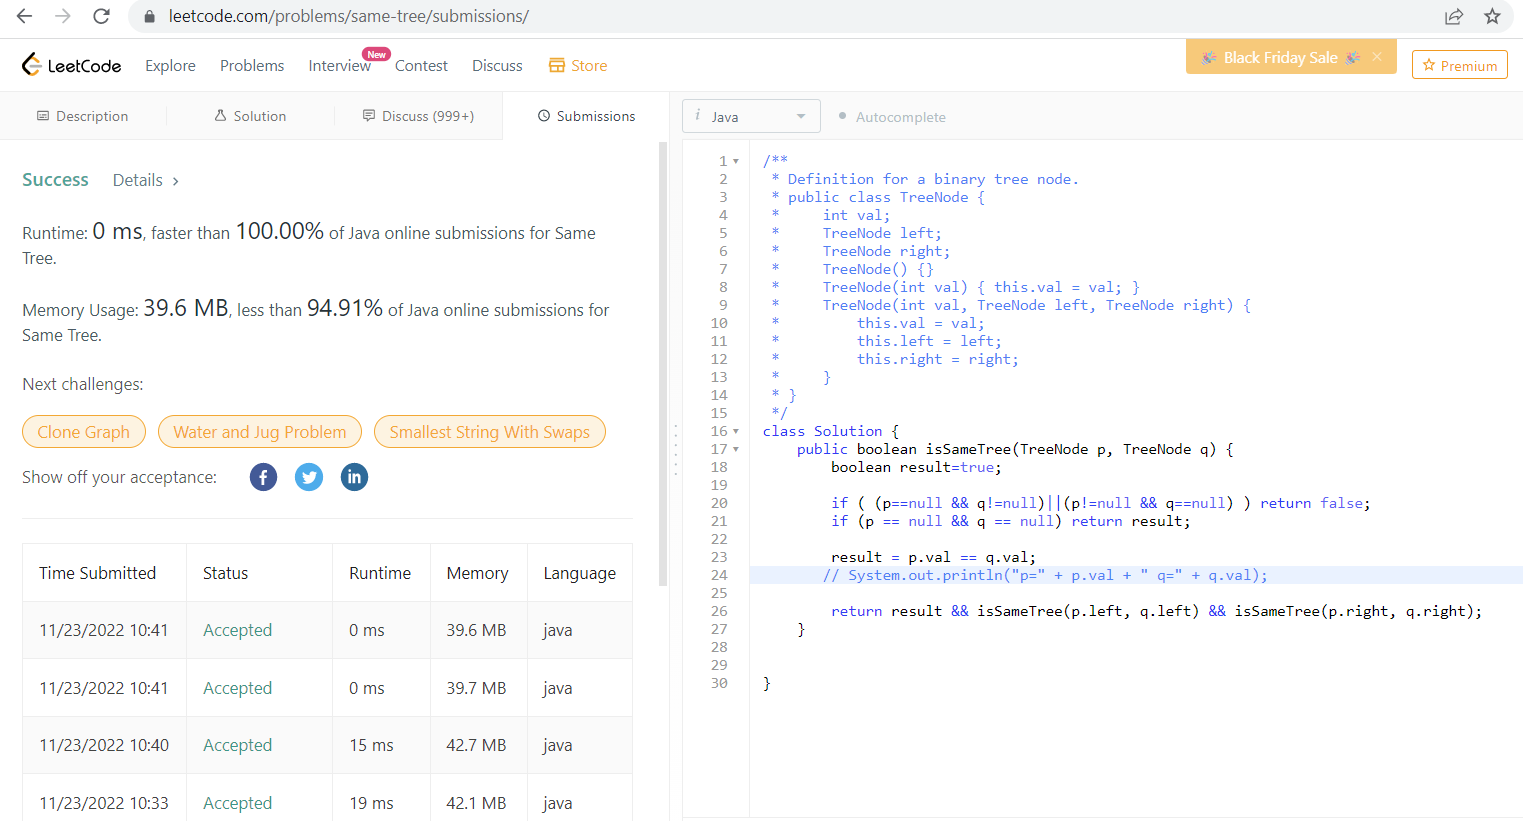 leetcode.com/problems/same-tree/submissions/
LeetCode Explore Problems Interview New Contest Discuss Store Black Friday Sale Premium
Description Solution Discuss (999+) Submissions
Success Details
Runtime: 0 ms, faster than 100.00% of Java online submissions for Same
Tree.
Memory Usage: 39.6 MB, less than 94.91% of Java online submissions for
Same Tree.
Next challenges:
Clone Graph Water and Jug Problem Smallest String With Swaps
Show off your acceptance:
Time Submitted Status Runtime Memory Language
11/23/2022 10:41 Accepted 0 ms 39.6 MB java
11/23/2022 10:41 Accepted 0 ms 39.7 MB java
11/23/2022 10:40 Accepted 15 ms 42.7 MB java
11/23/2022 10:33 Accepted 19 ms 42.1 MB java
i Java Autocomplete
1 /**
2 * Definition for a binary tree node.
3 * public class TreeNode {
4 * int val;
5 * TreeNode left;
6 * TreeNode right;
7 * TreeNode() {}
8 * TreeNode(int val) { this.val = val; }
9 * TreeNode(int val, TreeNode left, TreeNode right) {
10 * this.val = val;
11 * this.left = left;
12 * this.right = right;
13 * }
14 * }
15 */
16 class Solution {
17 public boolean isSameTree(TreeNode p, TreeNode q) {
18 boolean result=true;
19
20 if ( (p==null && q!=null)||(p!=null && q==null) ) return false;
21 if (p == null && q == null) return result;
22
23 result = p.val == q.val;
24 // System.out.println("p=" + p.val + " q=" + q.val);
25
26 return result && isSameTree(p.left, q.left) && isSameTree(p.right, q.right);
27 }
28
29
30 }